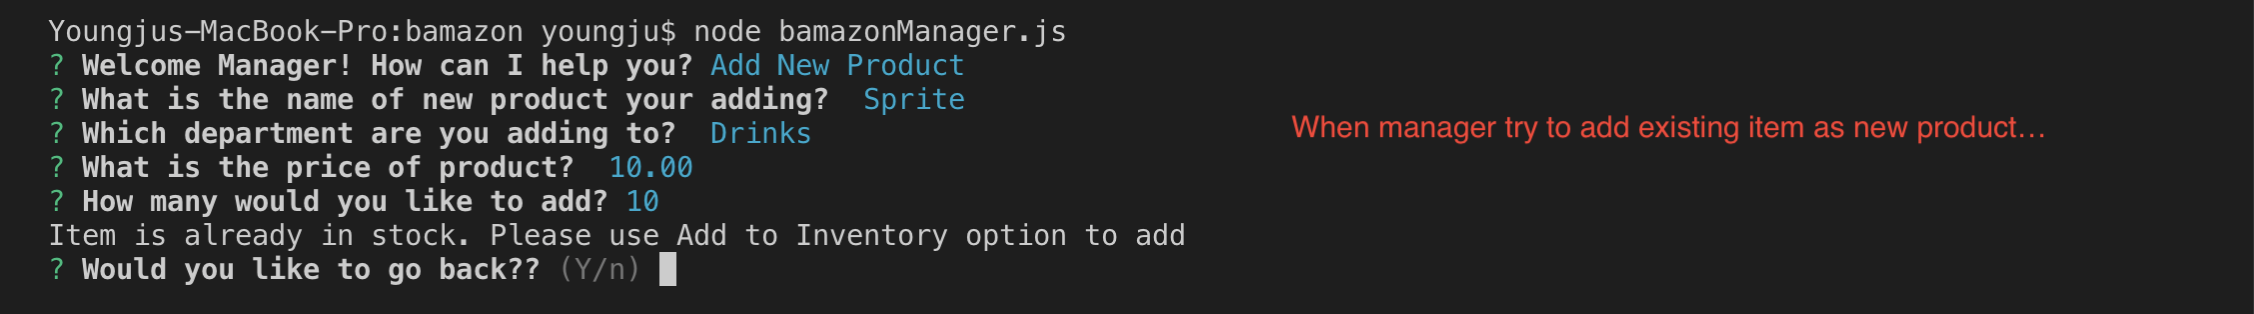 Youngjus-MacBook-Pro:bamazon youngju$ node bamazonManager.js
? Welcome Manager! How can I help you? Add New Product
? What is the name of new product your adding?  Sprite
? Which department are you adding to?  Drinks
When manager try to add existing item as new product...
? What is the price of product?  10.00
? How many would you like to add? 10
Item is already in stock. Please use Add to Inventory option to add
? Would you like to go back?? (Y/n)